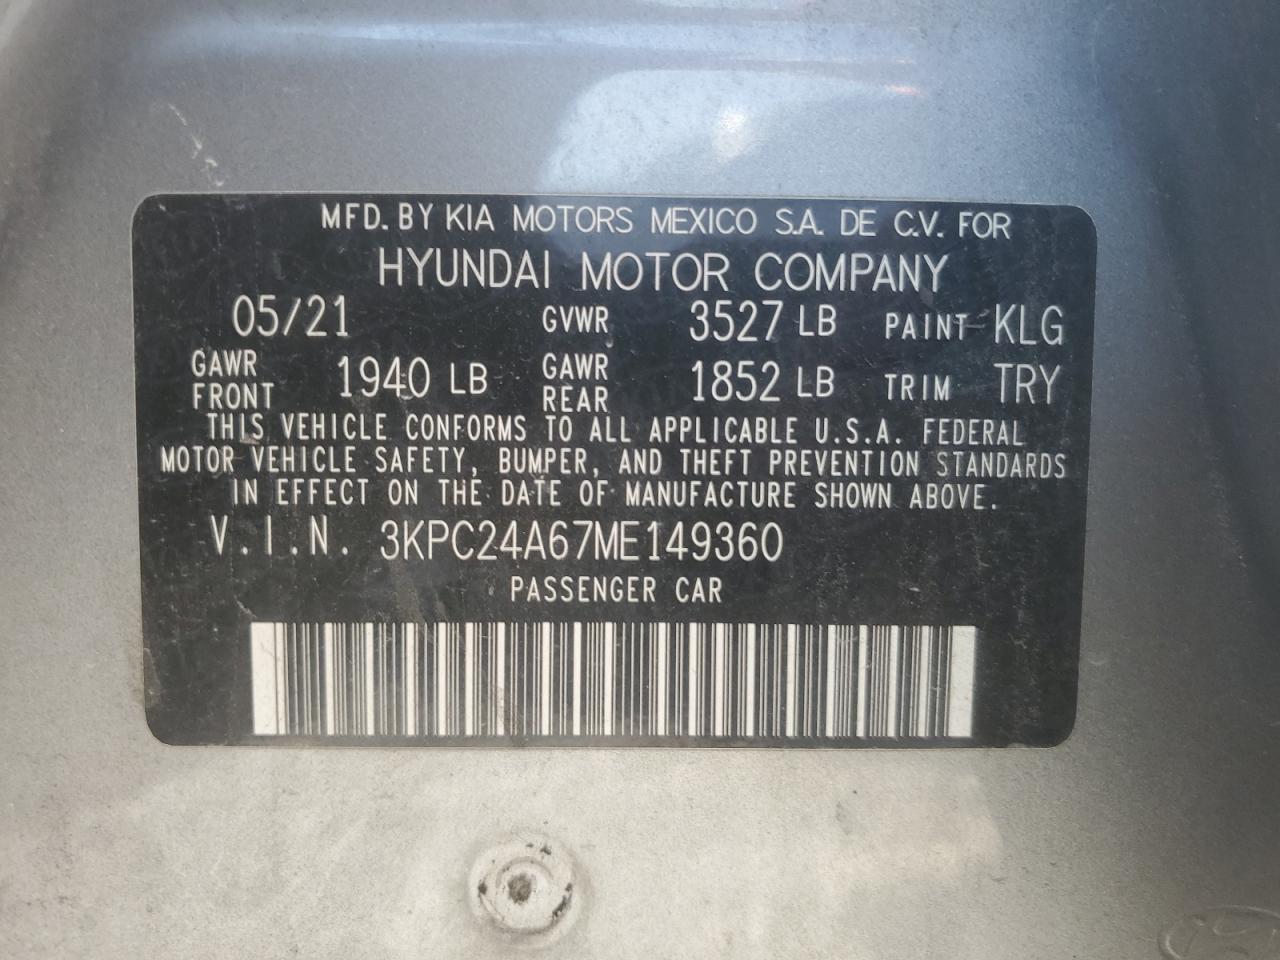 MFD. BY KIA MOTORS MEXICO S.A. DE C.V. FOR
HYUNDAI MOTOR COMPANY
05/21 GVWR 3527 LB PAINT KLG
GAWR FRONT 1940 LB GAWR REAR 1852 LB TRIM TRY
THIS VEHICLE CONFORMS TO ALL APPLICABLE U.S.A. FEDERAL
MOTOR VEHICLE SAFETY, BUMPER, AND THEFT PREVENTION STANDARDS
IN EFFECT ON THE DATE OF MANUFACTURE SHOWN ABOVE.
V.I.N. 3KPC24A67ME149360
PASSENGER CAR